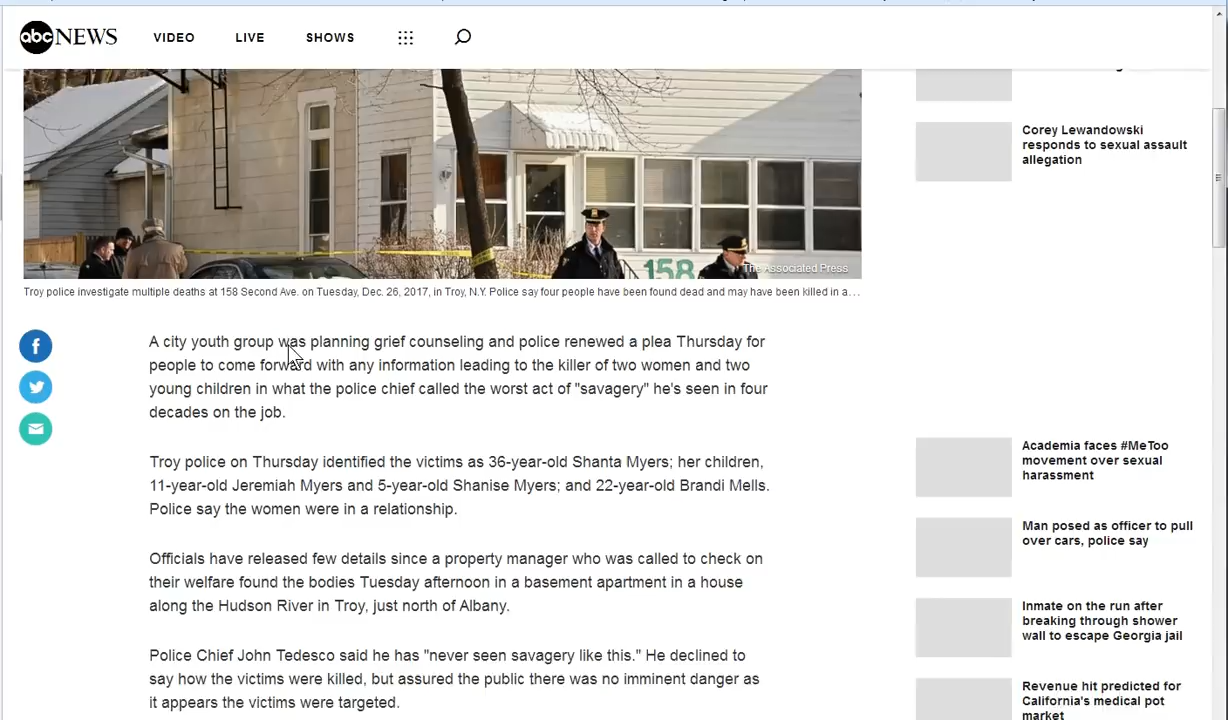 abc NEWS VIDEO LIVE SHOWS
158
The Associated Press
Troy police investigate multiple deaths at 158 Second Ave. on Tuesday, Dec. 26, 2017, in Troy, N.Y. Police say four people have been found dead and may have been killed in a...
A city youth group was planning grief counseling and police renewed a plea Thursday for
people to come forward with any information leading to the killer of two women and two
young children in what the police chief called the worst act of "savagery" he's seen in four
decades on the job.
Troy police on Thursday identified the victims as 36-year-old Shanta Myers; her children,
11-year-old Jeremiah Myers and 5-year-old Shanise Myers; and 22-year-old Brandi Mells.
Police say the women were in a relationship.
Officials have released few details since a property manager who was called to check on
their welfare found the bodies Tuesday afternoon in a basement apartment in a house
along the Hudson River in Troy, just north of Albany.
Police Chief John Tedesco said he has "never seen savagery like this." He declined to
say how the victims were killed, but assured the public there was no imminent danger as
it appears the victims were targeted.
Corey Lewandowski
responds to sexual assault
allegation
Academia faces #MeToo
movement over sexual
harassment
Man posed as officer to pull
over cars, police say
Inmate on the run after
breaking through shower
wall to escape Georgia jail
Revenue hit predicted for
California's medical pot
market